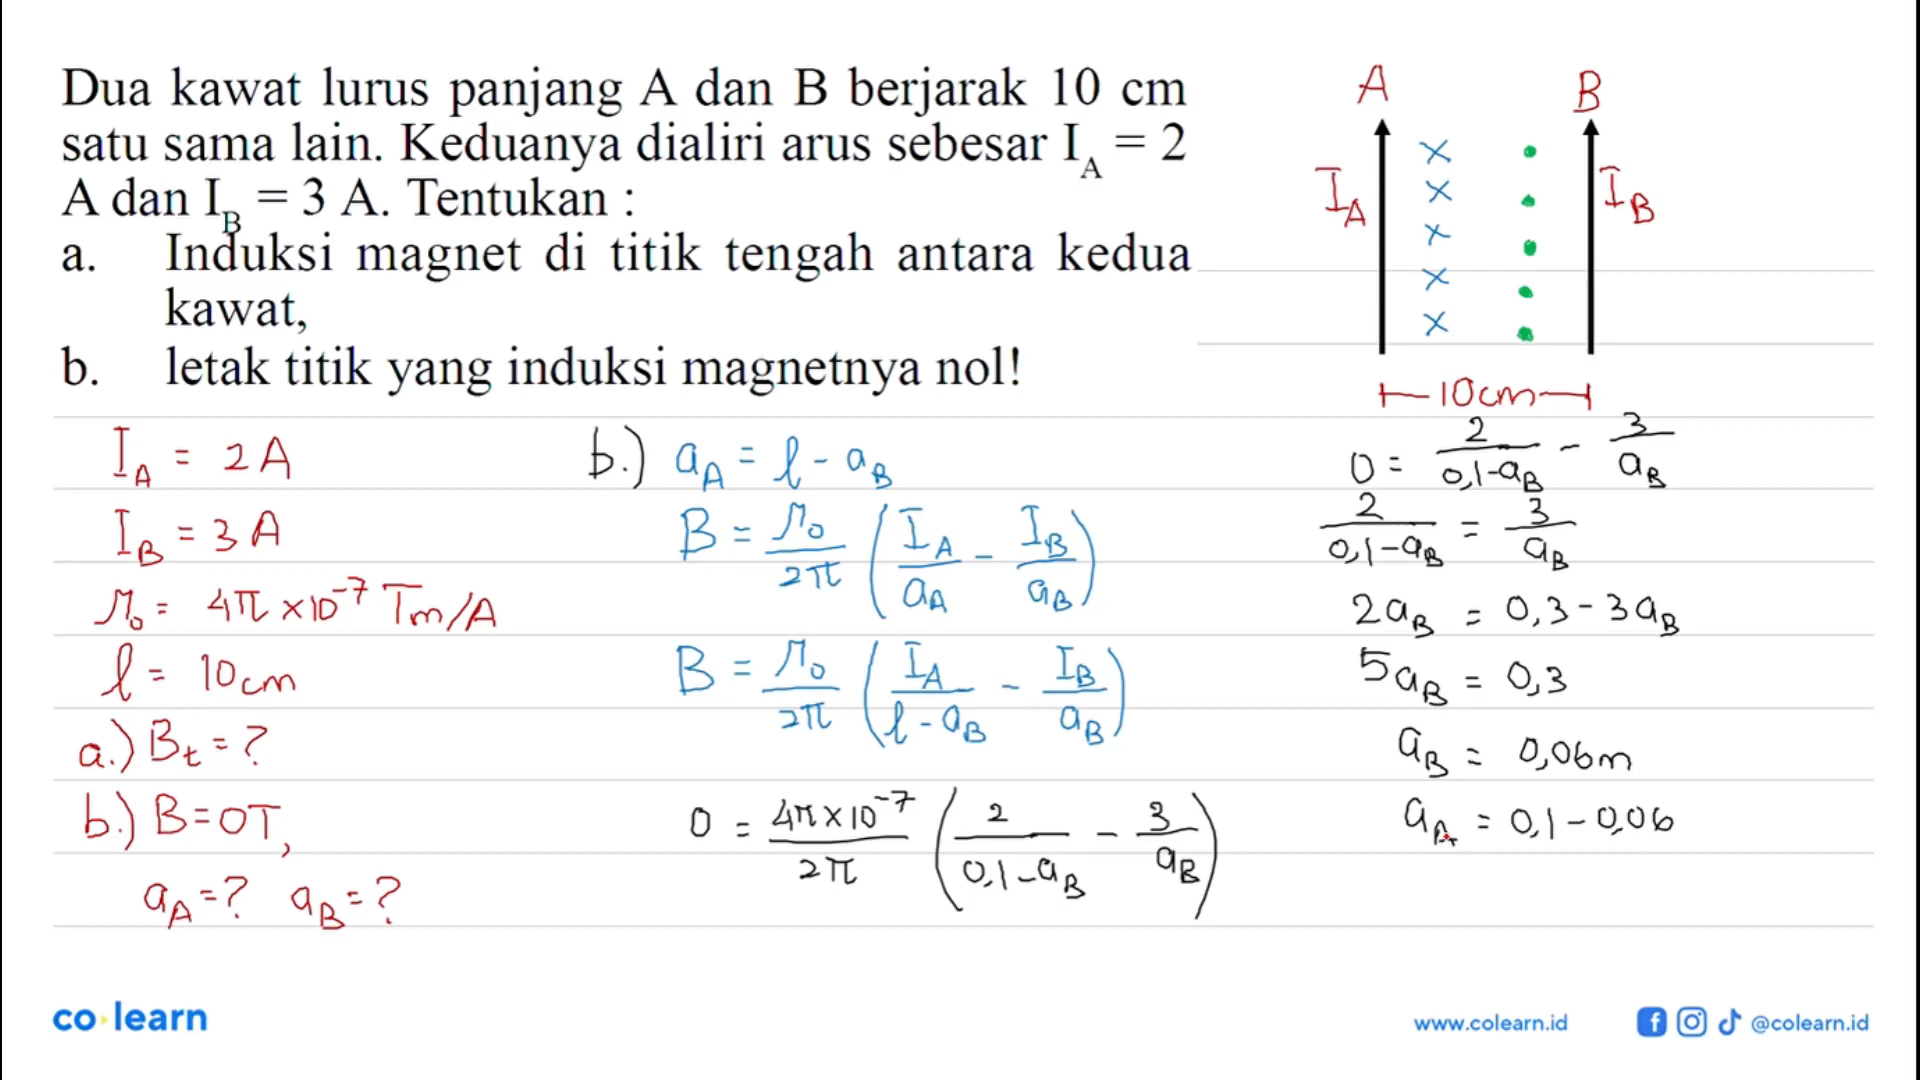 Dua kawat lurus panjang A dan B berjarak 10 cm
satu sama lain. Keduanya dialiri arus sebesar I_A = 2
A dan I_B = 3 A. Tentukan :
a. Induksi magnet di titik tengah antara kedua
kawat,
b. letak titik yang induksi magnetnya nol!
A B
I_A I_B
10cm
I_A = 2A
I_B = 3A
μ₀ = 4π×10⁻⁷ Tm/A
l = 10cm
a.) B_t = ?
b.) B = 0T,
a_A = ? a_B = ?
b.) a_A = l - a_B
B = μ₀/2π (I_A/a_A - I_B/a_B)
B = μ₀/2π (I_A/l-a_B - I_B/a_B)
0 = 4π×10⁻⁷/2π (2/0,1-a_B - 3/a_B)
0 = 2/0,1-a_B - 3/a_B
2/0,1-a_B = 3/a_B
2a_B = 0,3 - 3a_B
5a_B = 0,3
a_B = 0,06m
a_A = 0,1 - 0,06
co learn
www.colearn.id
@colearn.id